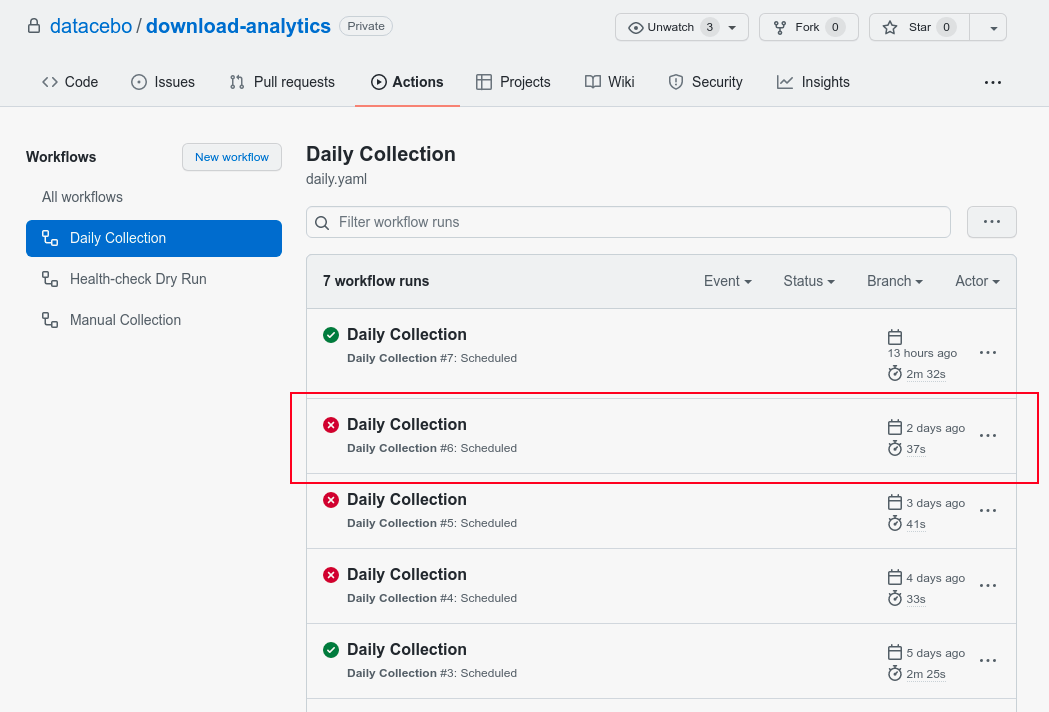 datacebo / download-analytics Private
Unwatch 3 Fork 0 Star 0
Code Issues Pull requests Actions Projects Wiki Security Insights
Workflows
New workflow
All workflows
Daily Collection
Health-check Dry Run
Manual Collection
Daily Collection
daily.yaml
Filter workflow runs
7 workflow runs Event Status Branch Actor
Daily Collection
Daily Collection #7: Scheduled
13 hours ago
2m 32s
Daily Collection
Daily Collection #6: Scheduled
2 days ago
37s
Daily Collection
Daily Collection #5: Scheduled
3 days ago
41s
Daily Collection
Daily Collection #4: Scheduled
4 days ago
33s
Daily Collection
Daily Collection #3: Scheduled
5 days ago
2m 25s